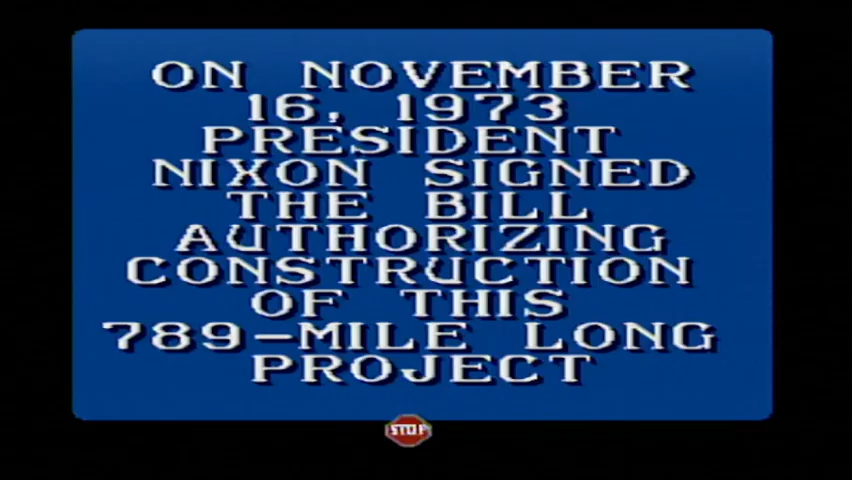 ON NOVEMBER
16, 1973
PRESIDENT
NIXON SIGNED
THE BILL
AUTHORIZING
CONSTRUCTION
OF THIS
789-MILE LONG
PROJECT
STOP